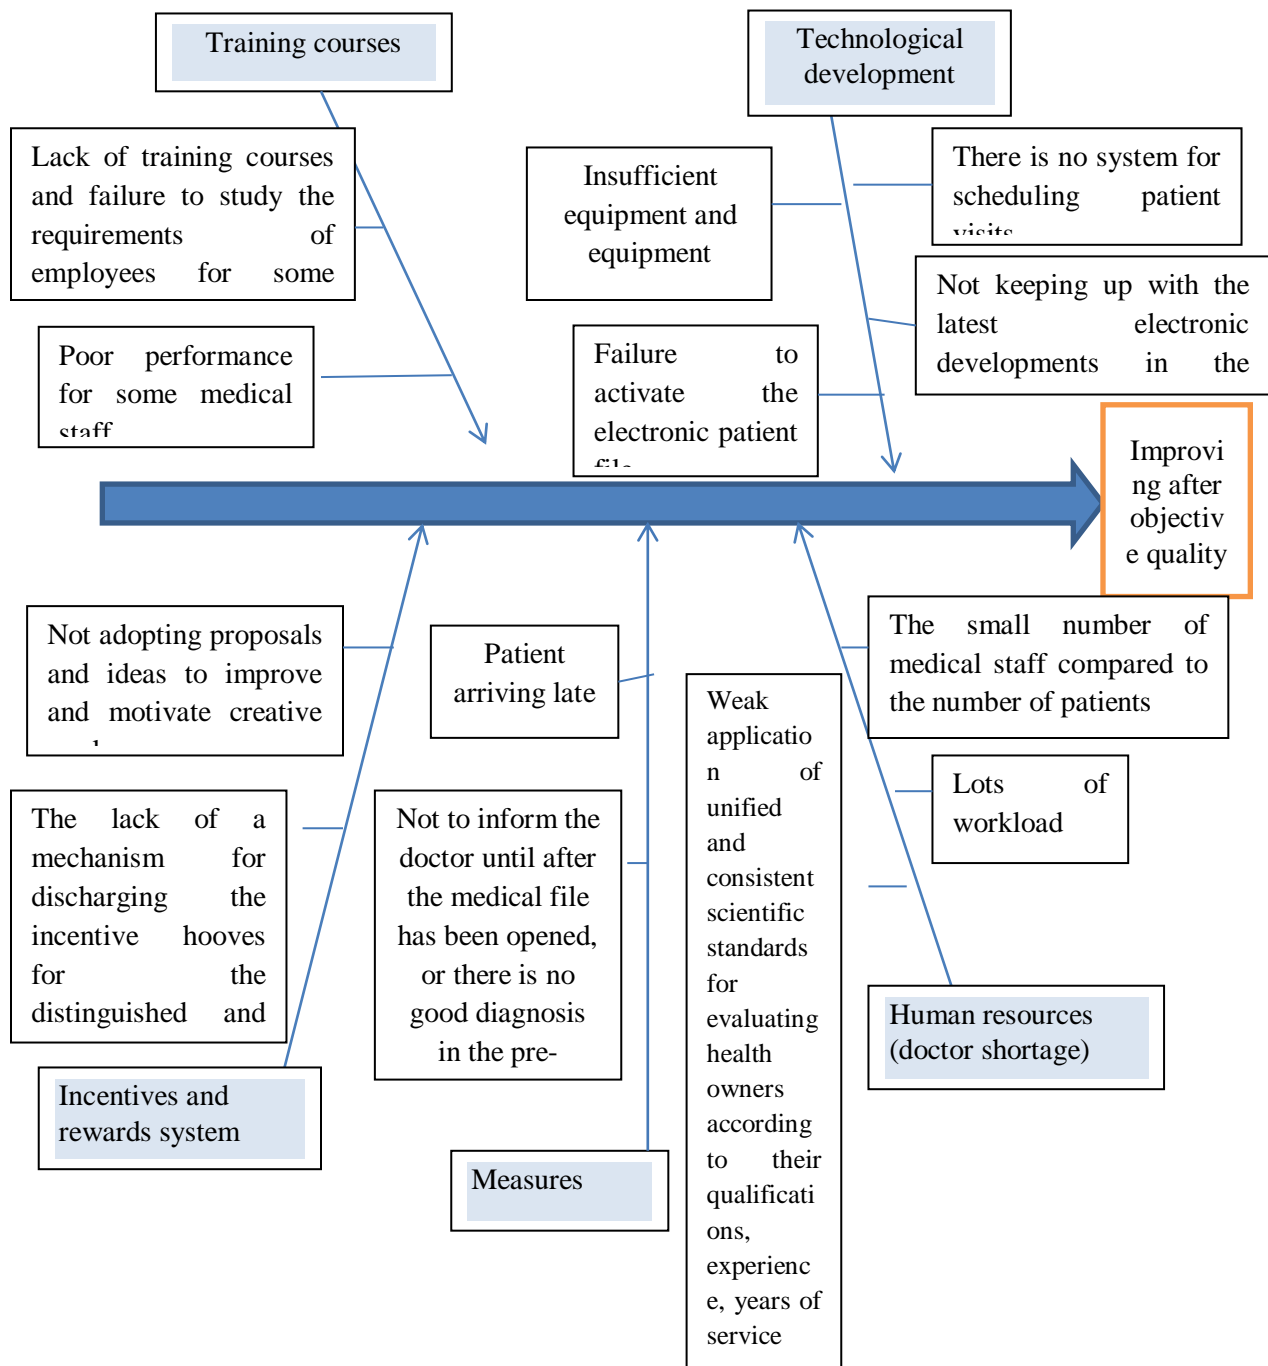 Training courses
Technological
development
Lack of training courses
and failure to study the
requirements of
employees for some
Insufficient
equipment and
equipment
There is no system for
scheduling patient
visits
Not keeping up with the
latest electronic
developments in the
Poor performance
for some medical
staff
Failure to
activate the
electronic patient
file
Improvi
ng after
objectiv
e quality
Not adopting proposals
and ideas to improve
and motivate creative
Patient
arriving late
The small number of
medical staff compared to
the number of patients
Weak
applicatio
n of
unified
and
consistent
scientific
standards
for
evaluating
health
owners
according
to their
qualificati
ons,
experienc
e, years of
service
Lots of
workload
The lack of a
mechanism for
discharging the
incentive hooves
for the
distinguished and
Not to inform the
doctor until after
the medical file
has been opened,
or there is no
good diagnosis
in the pre-
Human resources
(doctor shortage)
Incentives and
rewards system
Measures